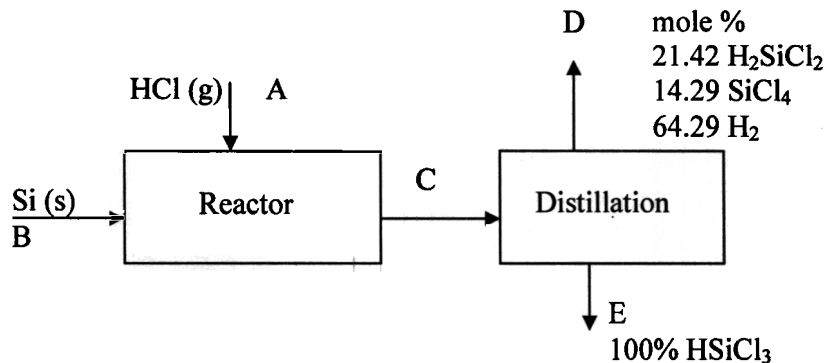 D
mole %
21.42 H₂SiCl₂
14.29 SiCl₄
64.29 H₂
HCl (g)
A
C
Si (s)
B
Reactor
Distillation
E
100% HSiCl₃